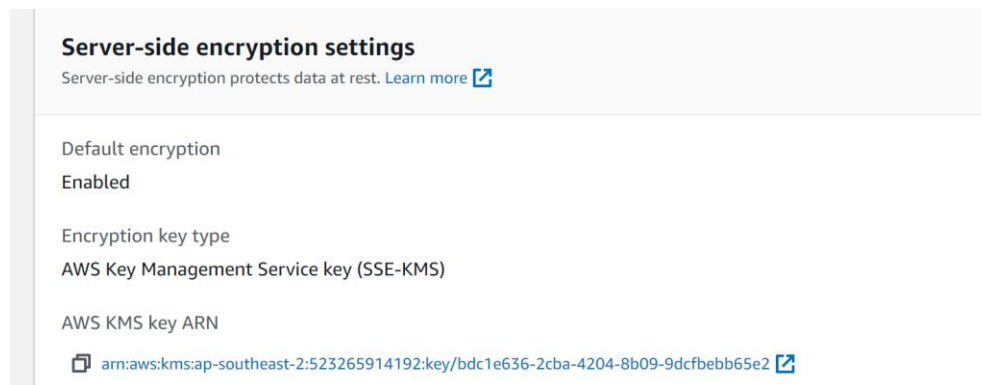 Server-side encryption settings
Server-side encryption protects data at rest. Learn more
Default encryption
Enabled
Encryption key type
AWS Key Management Service key (SSE-KMS)
AWS KMS key ARN
arn:aws:kms:ap-southeast-2:523265914192:key/bdc1e636-2cba-4204-8b09-9dcfbebb65e2